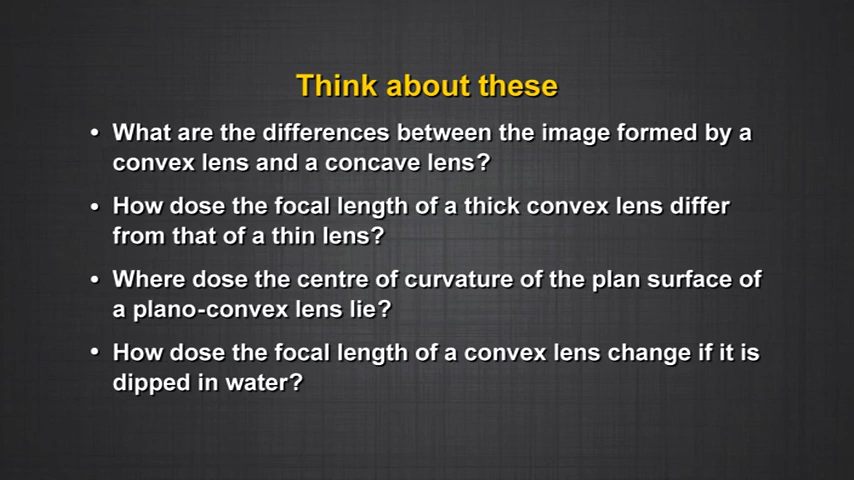 Think about these
• What are the differences between the image formed by a
convex lens and a concave lens?
• How dose the focal length of a thick convex lens differ
from that of a thin lens?
• Where dose the centre of curvature of the plan surface of
a plano-convex lens lie?
• How dose the focal length of a convex lens change if it is
dipped in water?